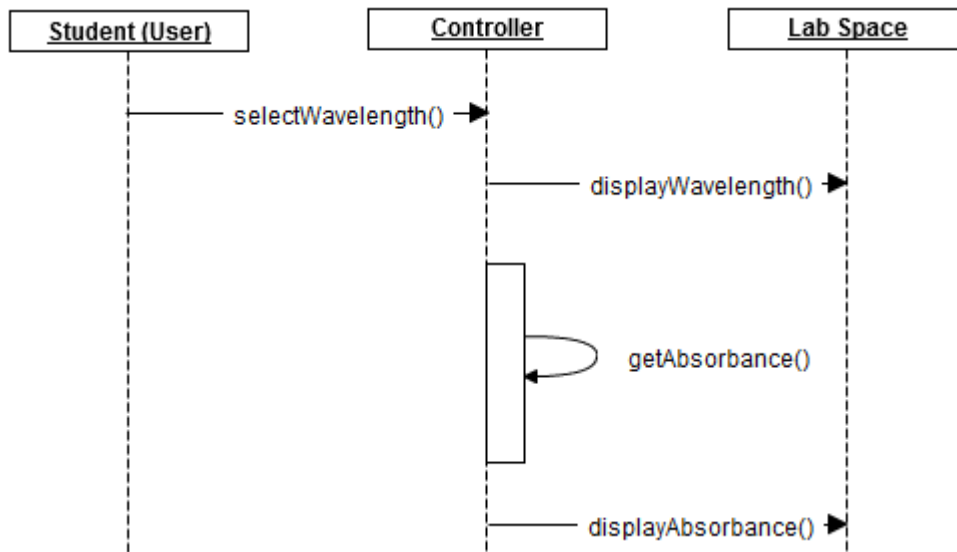 Student (User)
Controller
Lab Space
selectWavelength()
displayWavelength()
getAbsorbance()
displayAbsorbance()